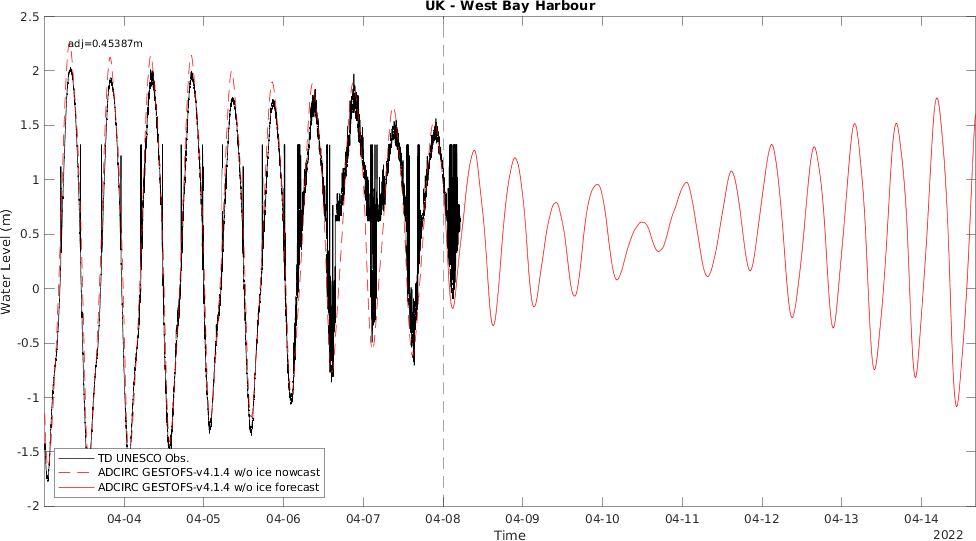 UK - West Bay Harbour
2.5
2
1.5
1
0.5
0
-0.5
-1
-1.5
-2
Water Level (m)
adj=0.45387m
TD UNESCO Obs.
ADCIRC GESTOFS-v4.1.4 w/o ice nowcast
ADCIRC GESTOFS-v4.1.4 w/o ice forecast
04-04 04-05 04-06 04-07 04-08 04-09 04-10 04-11 04-12 04-13 04-14
Time
2022